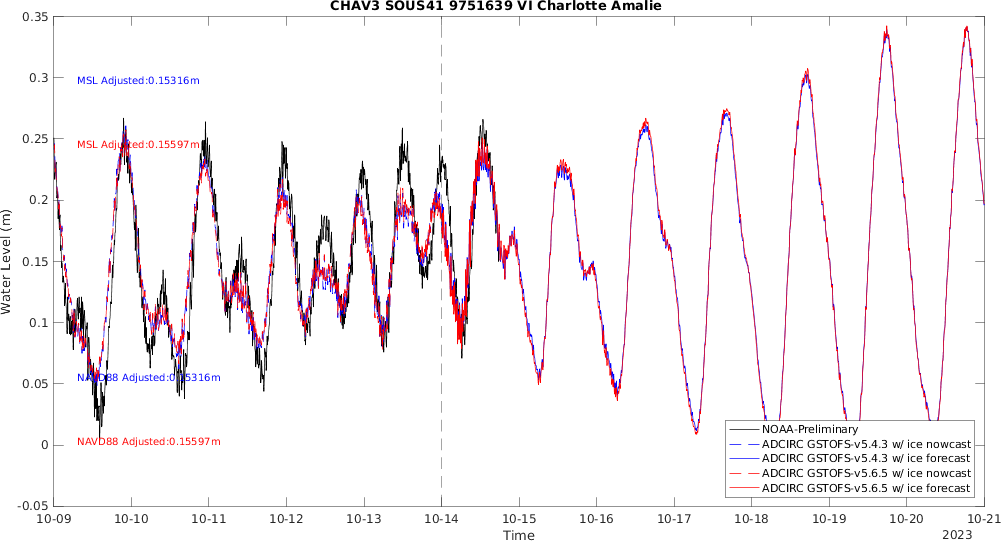 CHAV3 SOUS41 9751639 VI Charlotte Amalie
0.35
0.3
0.25
0.2
0.15
0.1
0.05
0
-0.05
Water Level (m)
MSL Adjusted:0.15316m
MSL Adjusted:0.15597m
NAVD88 Adjusted:0.15316m
NAVD88 Adjusted:0.15597m
NOAA-Preliminary
ADCIRC GSTOFS-v5.4.3 w/ ice nowcast
ADCIRC GSTOFS-v5.4.3 w/ ice forecast
ADCIRC GSTOFS-v5.6.5 w/ ice nowcast
ADCIRC GSTOFS-v5.6.5 w/ ice forecast
10-09 10-10 10-11 10-12 10-13 10-14 10-15 10-16 10-17 10-18 10-19 10-20 10-21
Time
2023